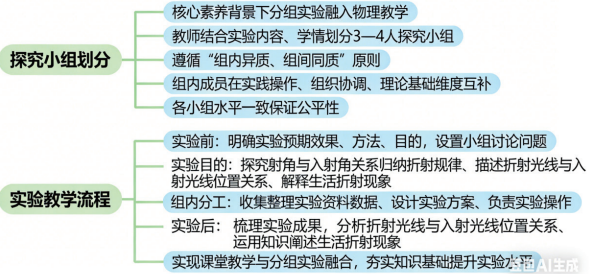 核心素养背景下分组实验融入物理教学
教师结合实验内容、学情划分3—4人探究小组
探究小组划分
遵循“组内异质、组间同质”原则
组内成员在实践操作、组织协调、理论基础维度互补
各小组水平一致保证公平性
实验前：明确实验预期效果、方法、目的，设置小组讨论问题
实验目的：探究射角与入射角关系归纳折射规律、描述折射光线与入
射光线位置关系、解释生活折射现象
实验教学流程
组内分工：收集整理实验资料数据、设计实验方案、负责实验操作
实验后：梳理实验成果，分析折射光线与入射光线位置关系、
运用知识阐述生活折射现象
实现课堂教学与分组实验融合，夯实知识基础提升实验水平
AI生成